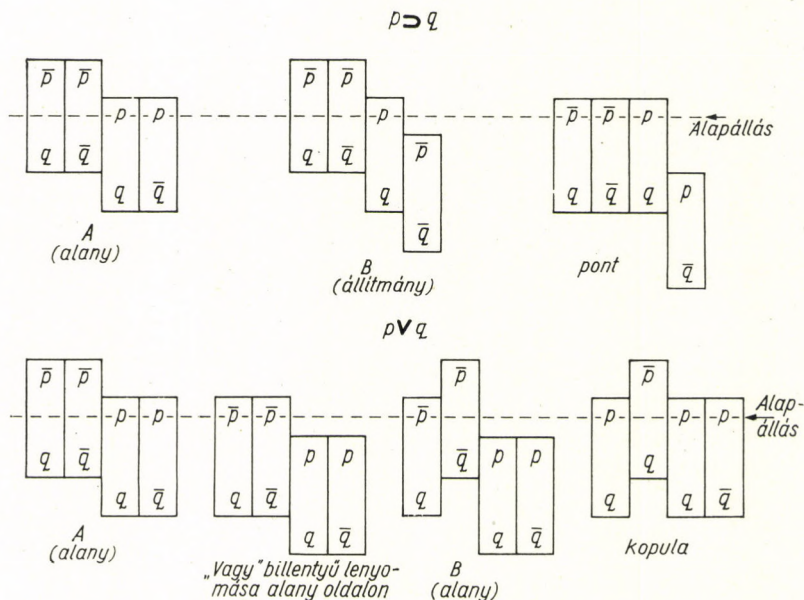 p ⊃ q
p̄ p̄ p p
q q̄ q q̄
A
(alany)
p̄ p̄ p p̄
q q̄ q q̄
B
(állítmány)
p̄ p̄ p p
q q̄ q q̄
pont
Alapállás
p ∨ q
p̄ p̄ p p
q q̄ q q̄
A
(alany)
p̄ p̄ p p
q q̄ q q̄
„Vagy” billentyű lenyo-
mása alany oldalon
p̄ p̄ p p
q q̄ q q̄
B
(alany)
p p̄ p p
q q q q̄
kopula
Alap-
állás